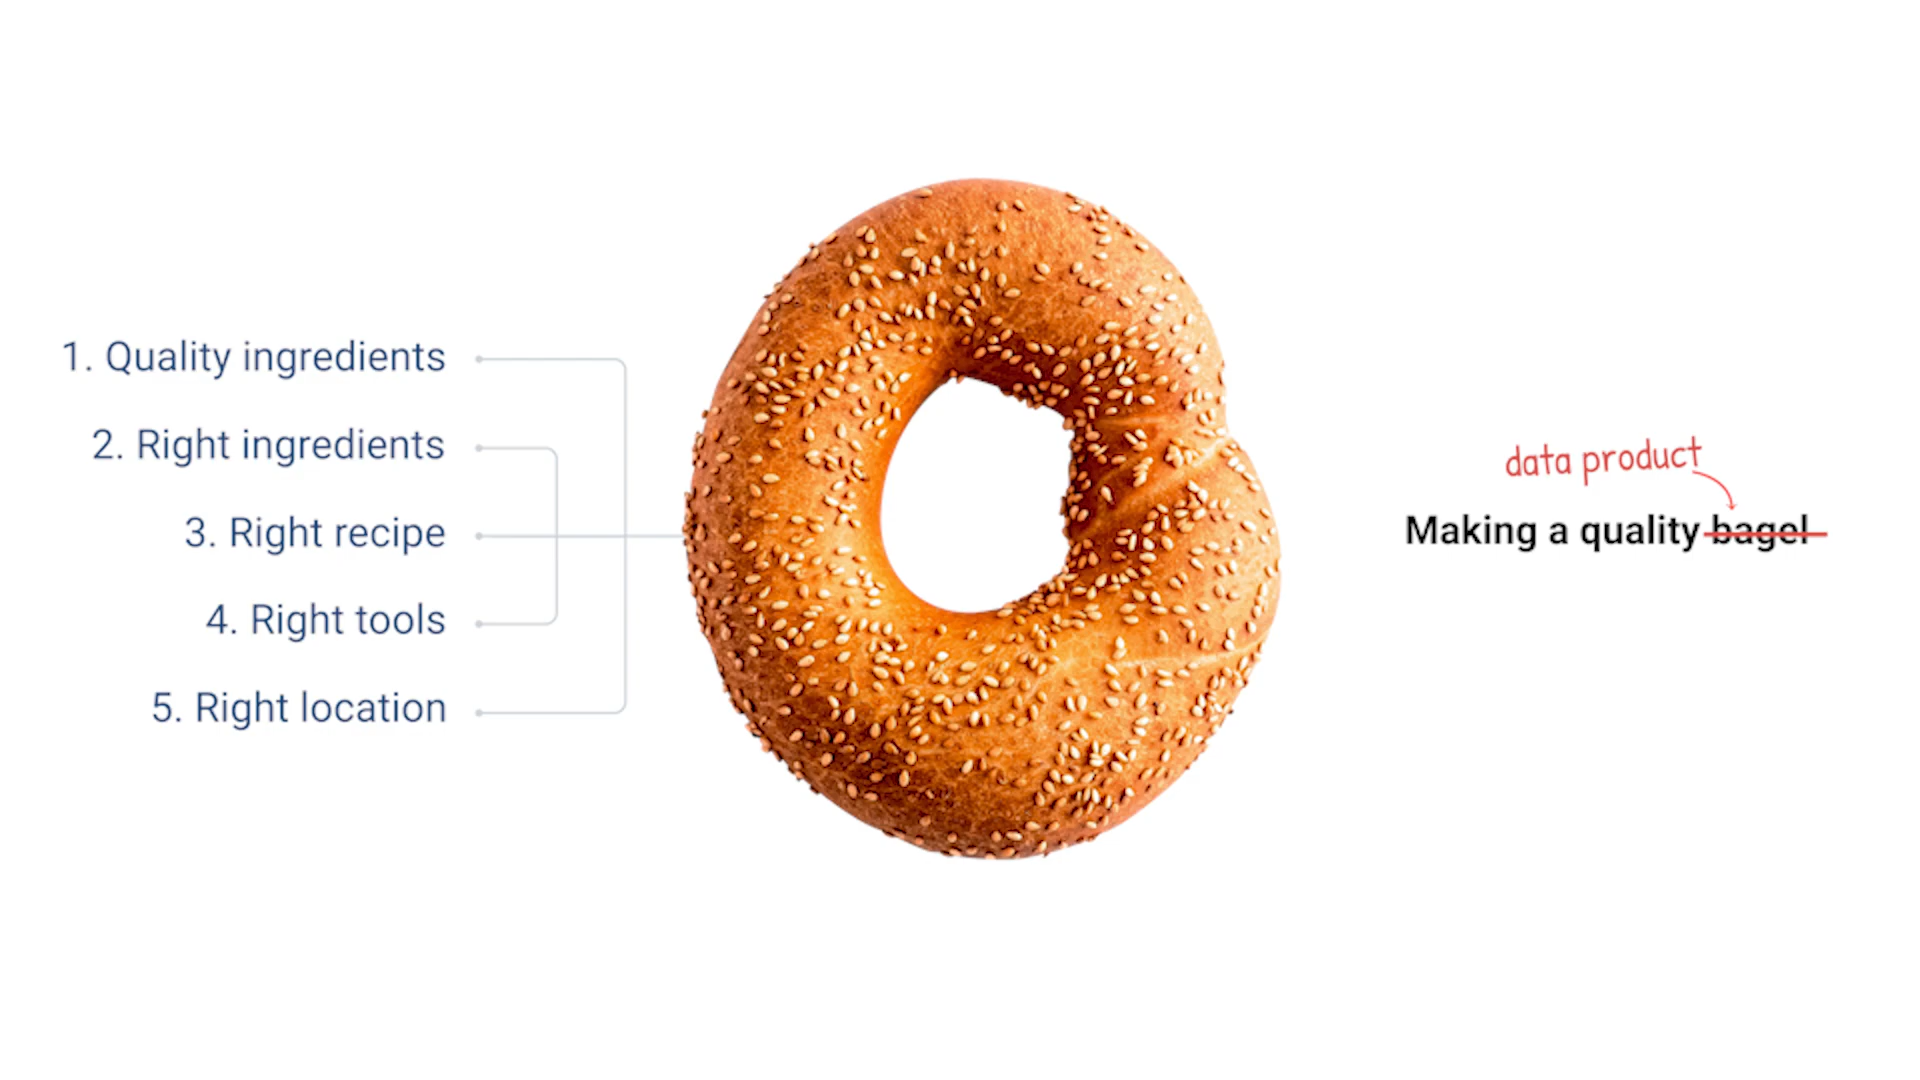 1. Quality ingredients
2. Right ingredients
3. Right recipe
4. Right tools
5. Right location
data product
Making a quality bagel